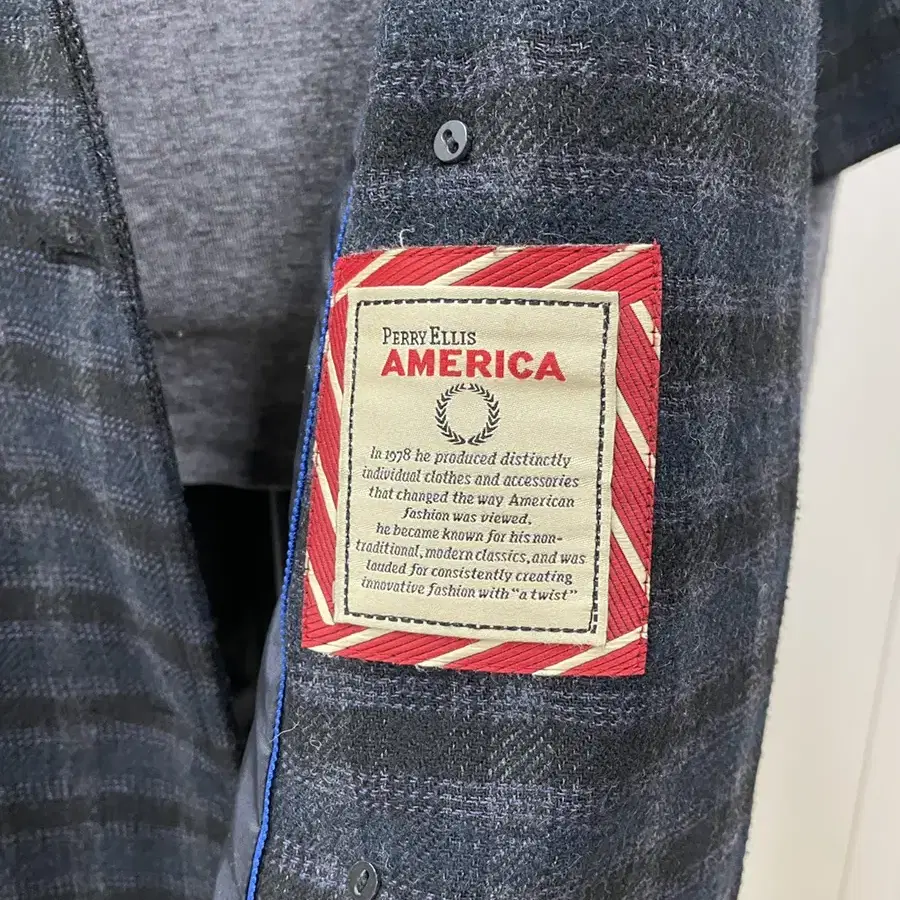 PERRY ELLIS
AMERICA
In 1978 he produced distinctly
individual clothes and accessories
that changed the way American
fashion was viewed,
he became known for his non-
traditional, modern classics, and was
lauded for consistently creating
innovative fashion with "a twist"